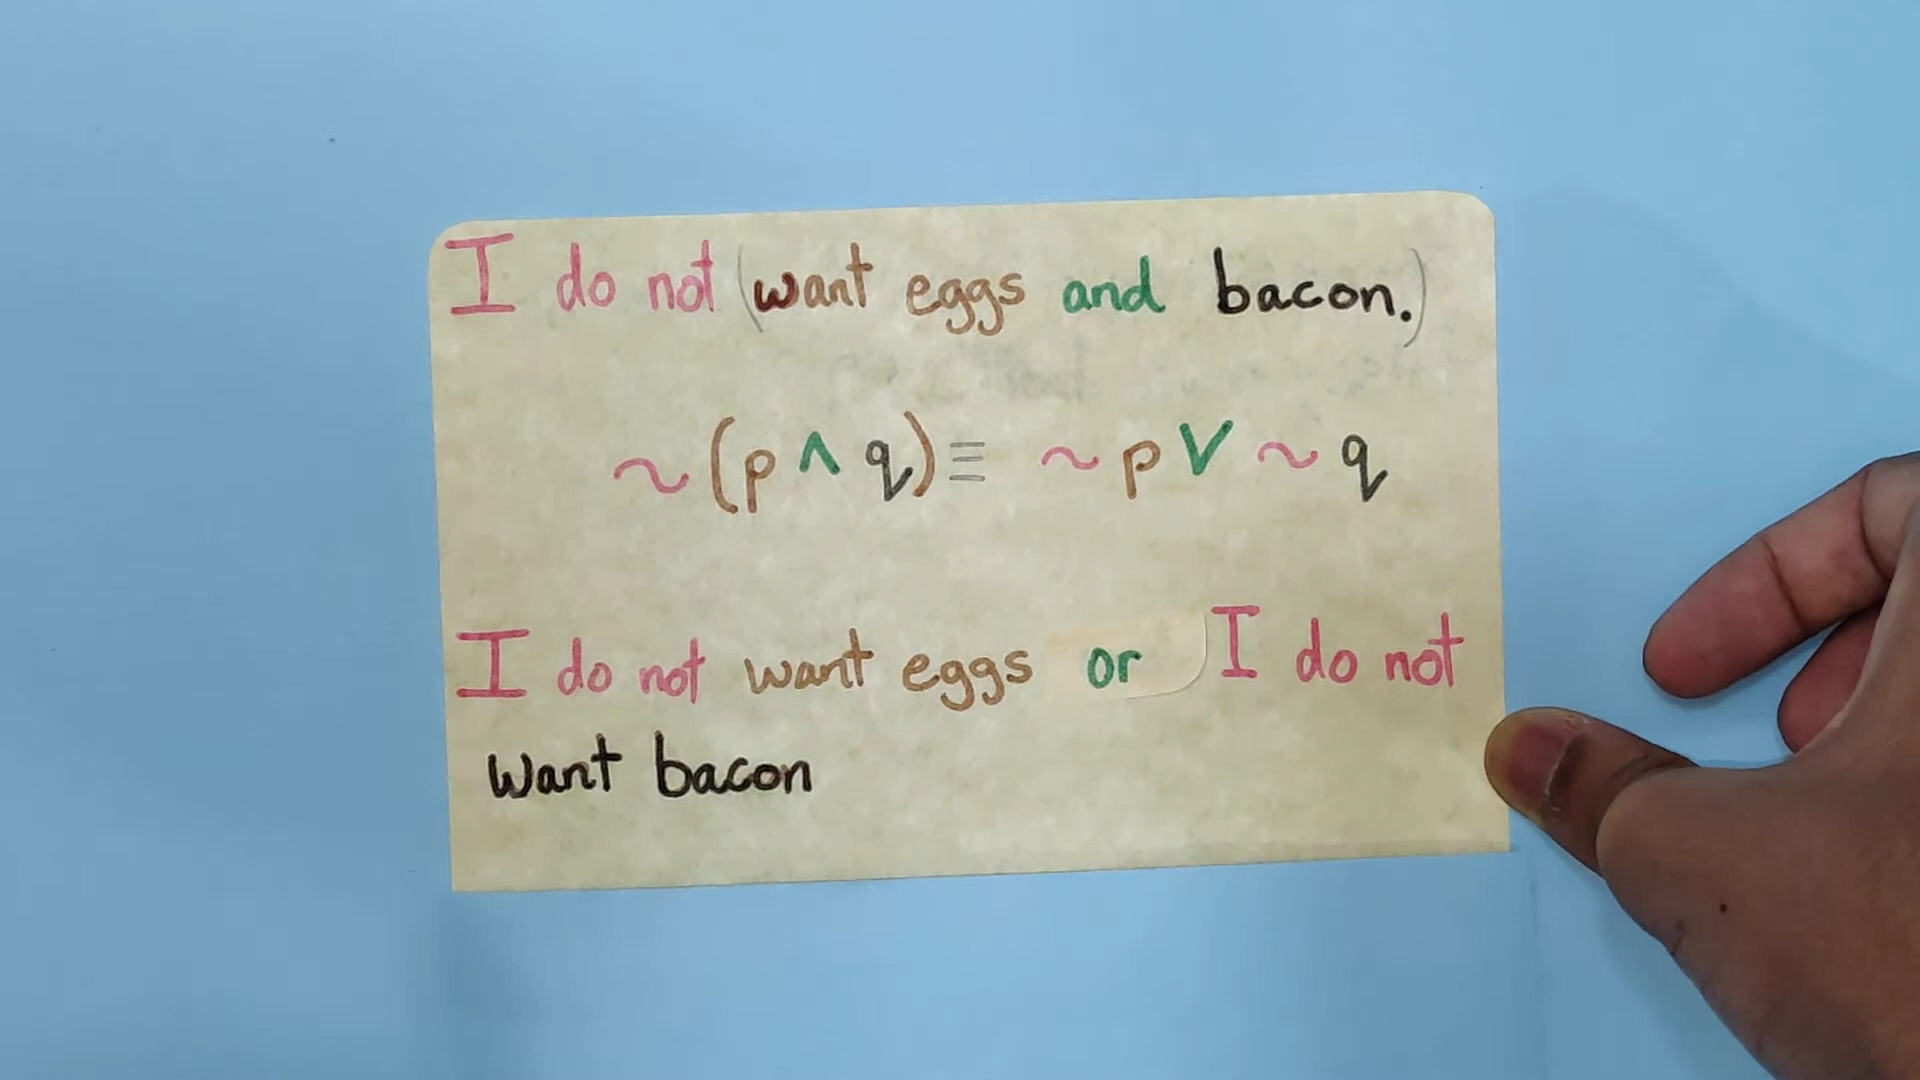 I do not (want eggs and bacon.)
~(p ∧ q) ≡ ~p ∨ ~q
I do not want eggs or I do not
want bacon